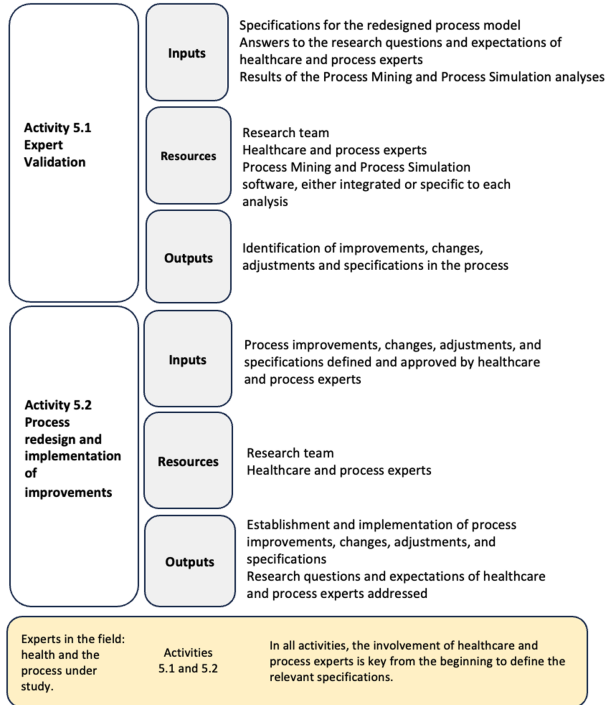 Activity 5.1
Expert
Validation
Inputs
Specifications for the redesigned process model
Answers to the research questions and expectations of
healthcare and process experts
Results of the Process Mining and Process Simulation analyses
Resources
Research team
Healthcare and process experts
Process Mining and Process Simulation
software, either integrated or specific to each
analysis
Outputs
Identification of improvements, changes,
adjustments and specifications in the process
Activity 5.2
Process
redesign and
implementation
of
improvements
Inputs
Process improvements, changes, adjustments, and
specifications defined and approved by healthcare
and process experts
Resources
Research team
Healthcare and process experts
Outputs
Establishment and implementation of process
improvements, changes, adjustments, and
specifications
Research questions and expectations of healthcare
and process experts addressed
Experts in the field:
health and the
process under
study.
Activities
5.1 and 5.2
In all activities, the involvement of healthcare and
process experts is key from the beginning to define the
relevant specifications.